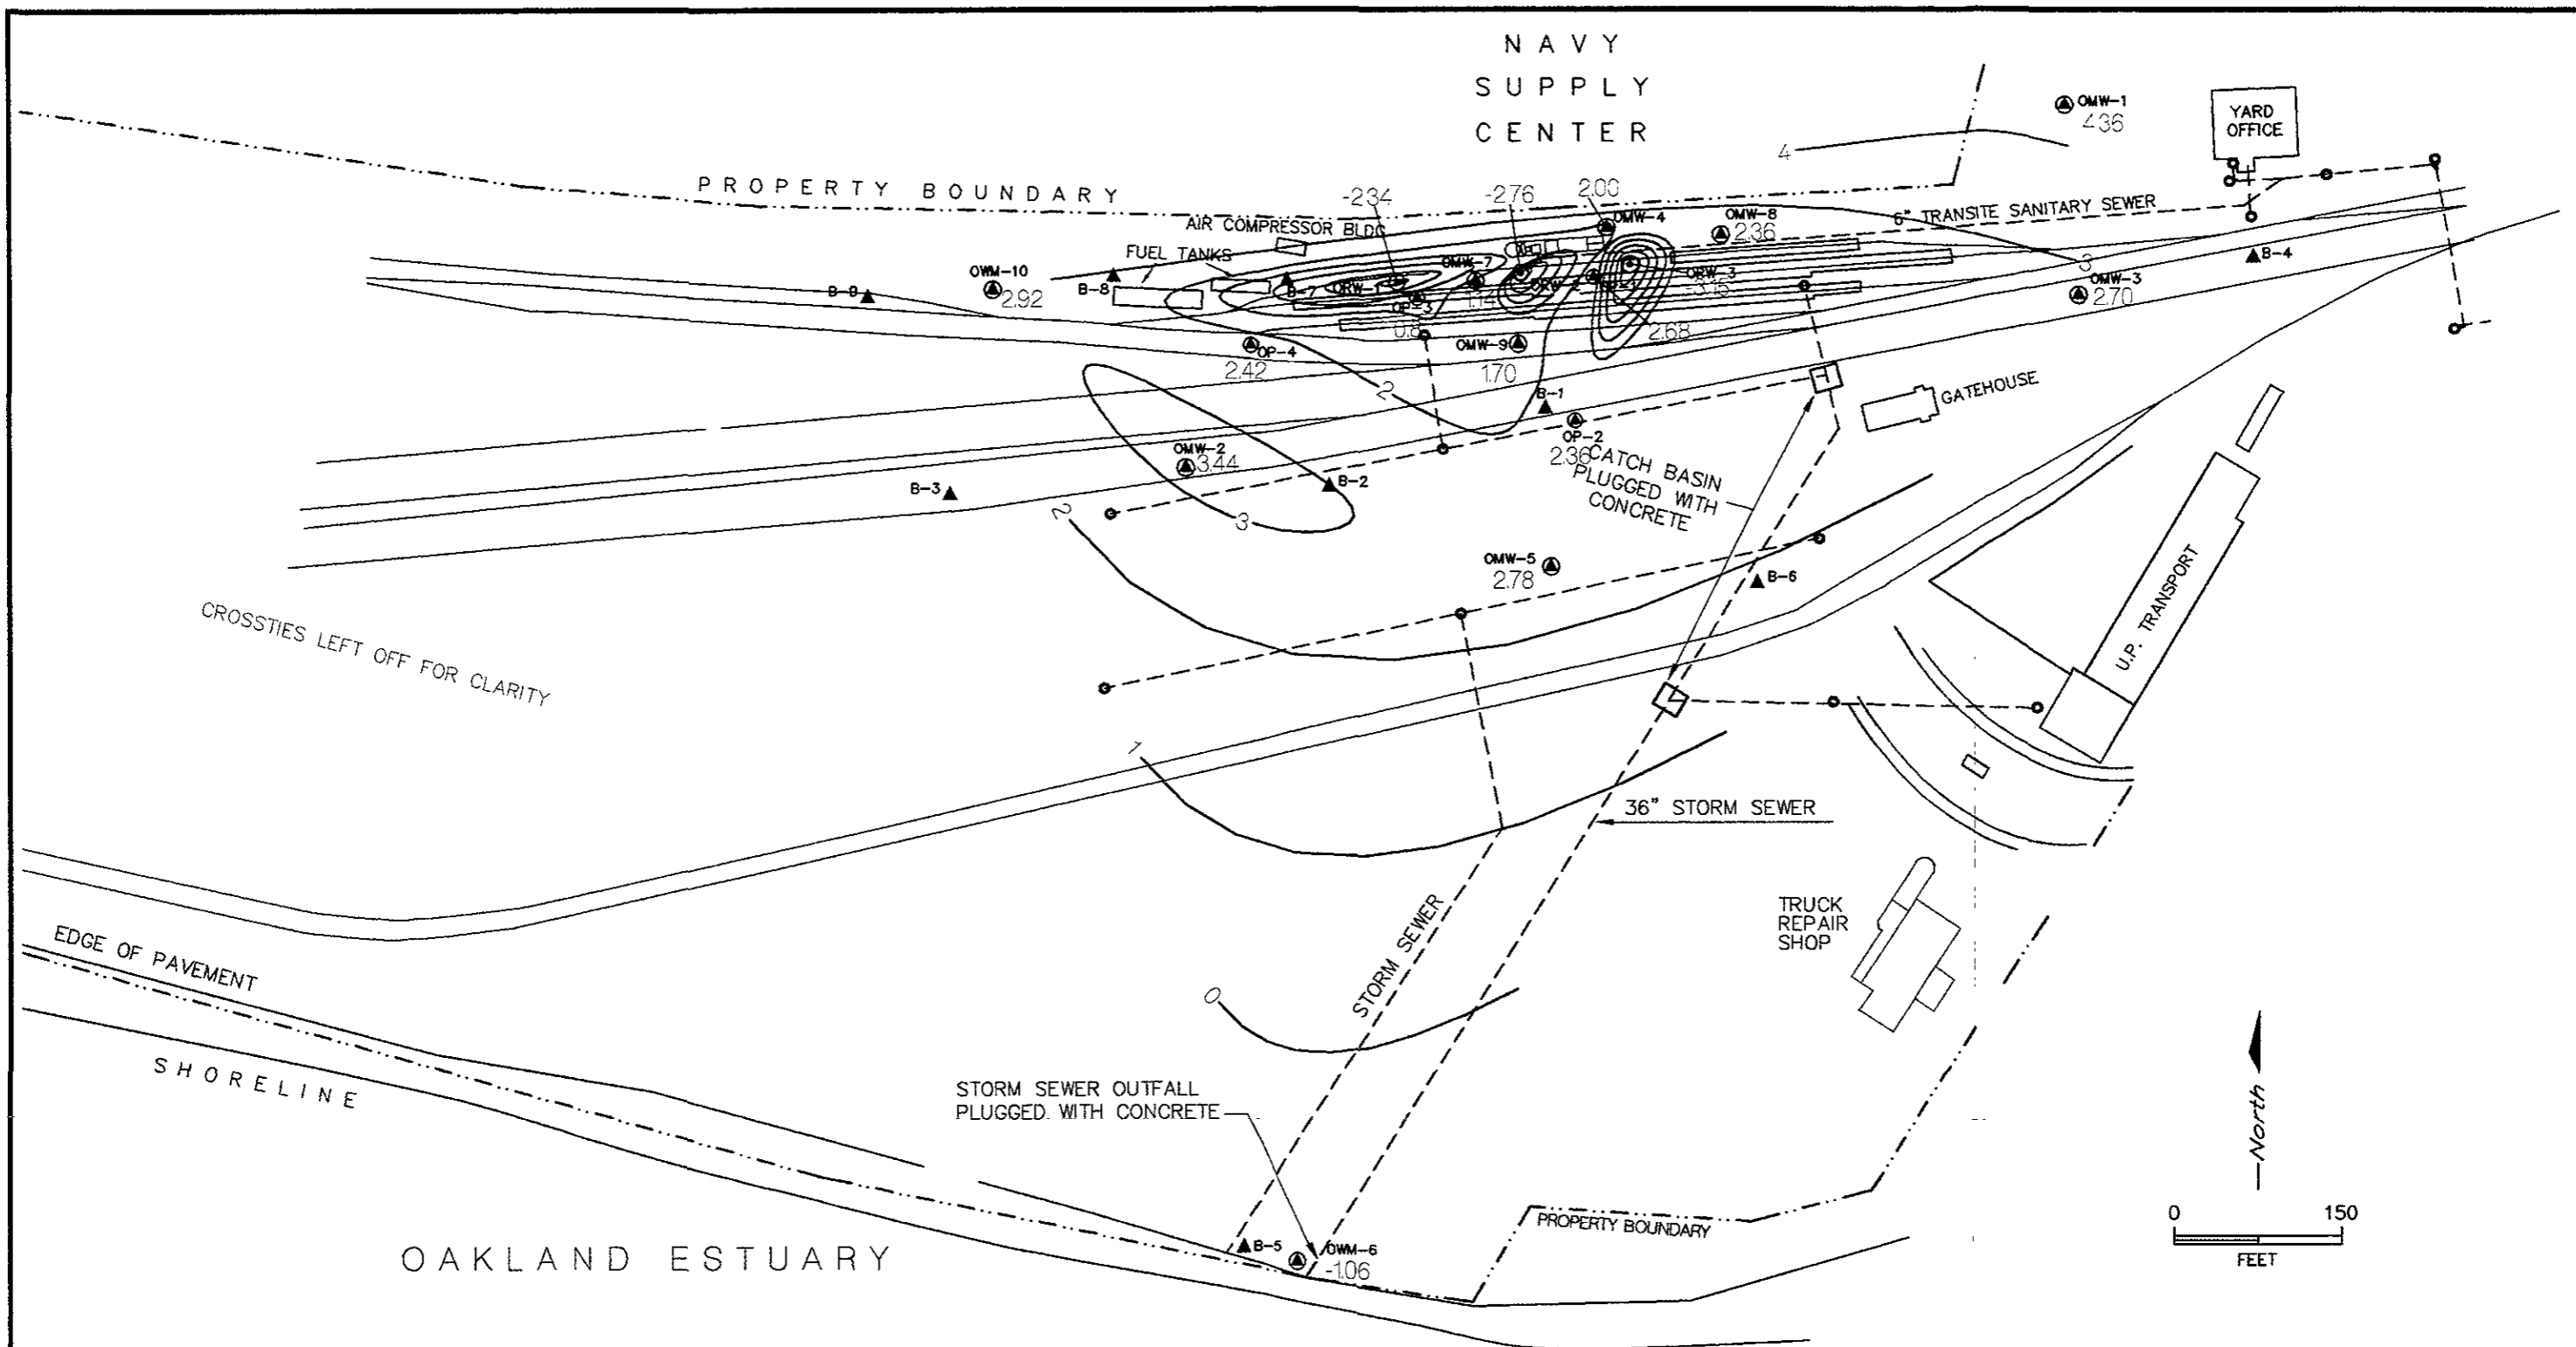 NAVY
SUPPLY
CENTER
OMW-1
4.36
YARD
OFFICE
4
PROPERTY BOUNDARY
-2.34
-2.76
2.00
OMW-4
OMW-8
2.36
6" TRANSITE SANITARY SEWER
AIR COMPRESSOR BLDG
FUEL TANKS
OWM-10
2.92
B-9
B-8
B-7
OMW-7
1.14
ORW-3
-3.15
3
OMW-3
2.70
B-4
OP-3
OP-4
2.42
OMW-9
1.70
2.68
2
B-1
OP-2
2.36
GATEHOUSE
CATCH BASIN
PLUGGED WITH
CONCRETE
OMW-2
3.44
B-3
B-2
3
2
OMW-5
2.78
B-6
U.P. TRANSPORT
CROSSTIES LEFT OFF FOR CLARITY
1
36" STORM SEWER
STORM SEWER
TRUCK
REPAIR
SHOP
EDGE OF PAVEMENT
0
SHORELINE
STORM SEWER OUTFALL
PLUGGED. WITH CONCRETE
North
PROPERTY BOUNDARY
0 150
FEET
B-5
OWM-6
-1.06
OAKLAND ESTUARY